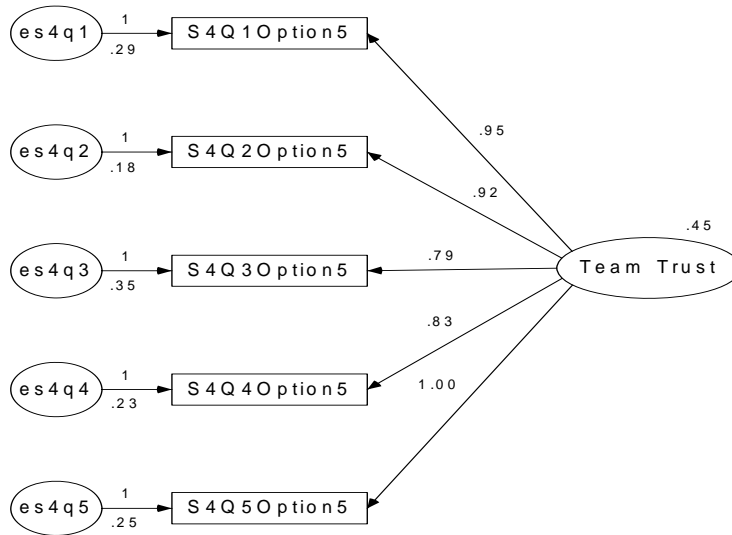 es4q1
1
.29
S4Q1Option5
.95
es4q2
1
.18
S4Q2Option5
.92
.45
Team Trust
es4q3
1
.35
S4Q3Option5
.79
es4q4
1
.23
S4Q4Option5
.83
es4q5
1
.25
S4Q5Option5
1.00